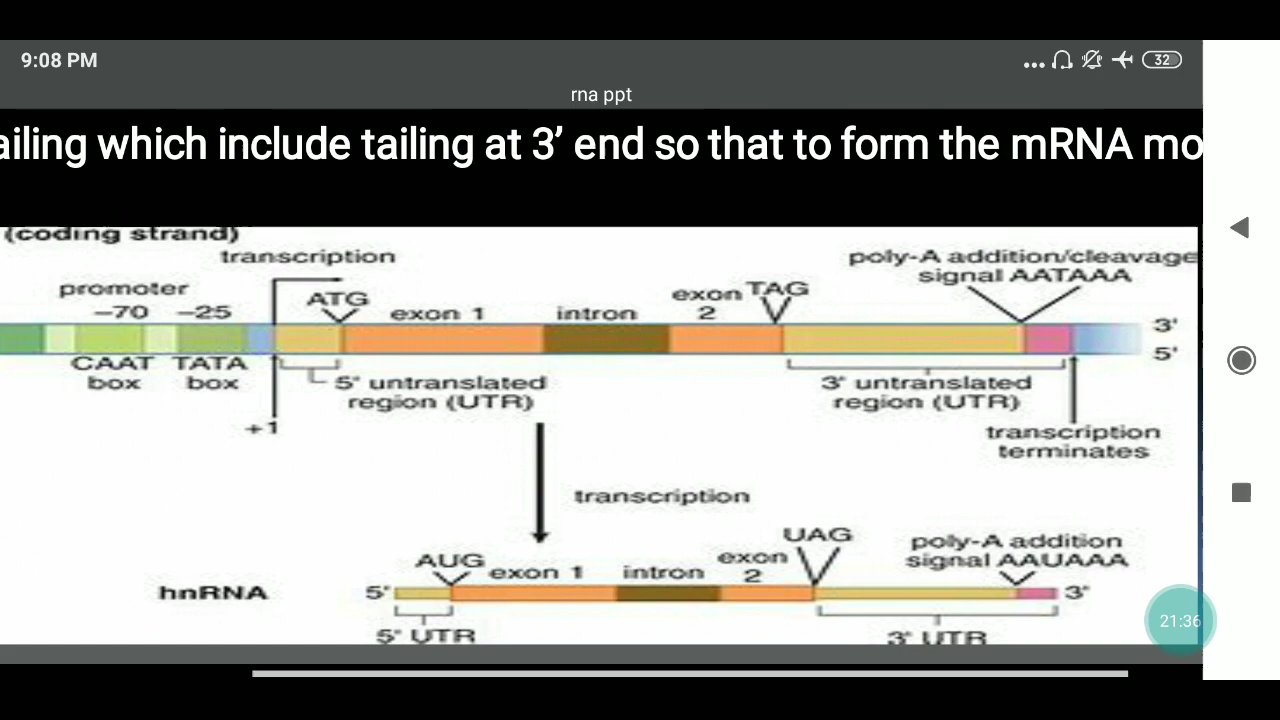 9:08 PM
32
rna ppt
ailing which include tailing at 3’ end so that to form the mRNA mo
(coding strand)
transcription
poly-A addition/cleavage
signal AATAAA
promoter
–70 –25
ATG
exon 1
intron
exon
2
TAG
3'
5'
CAAT
box
TATA
box
5' untranslated
region (UTR)
3' untranslated
region (UTR)
+1
transcription
terminates
transcription
UAG
poly-A addition
signal AAUAAA
AUG
exon 1
intron
exon
2
hnRNA
5'
3'
5' UTR
3' UTR
21:36